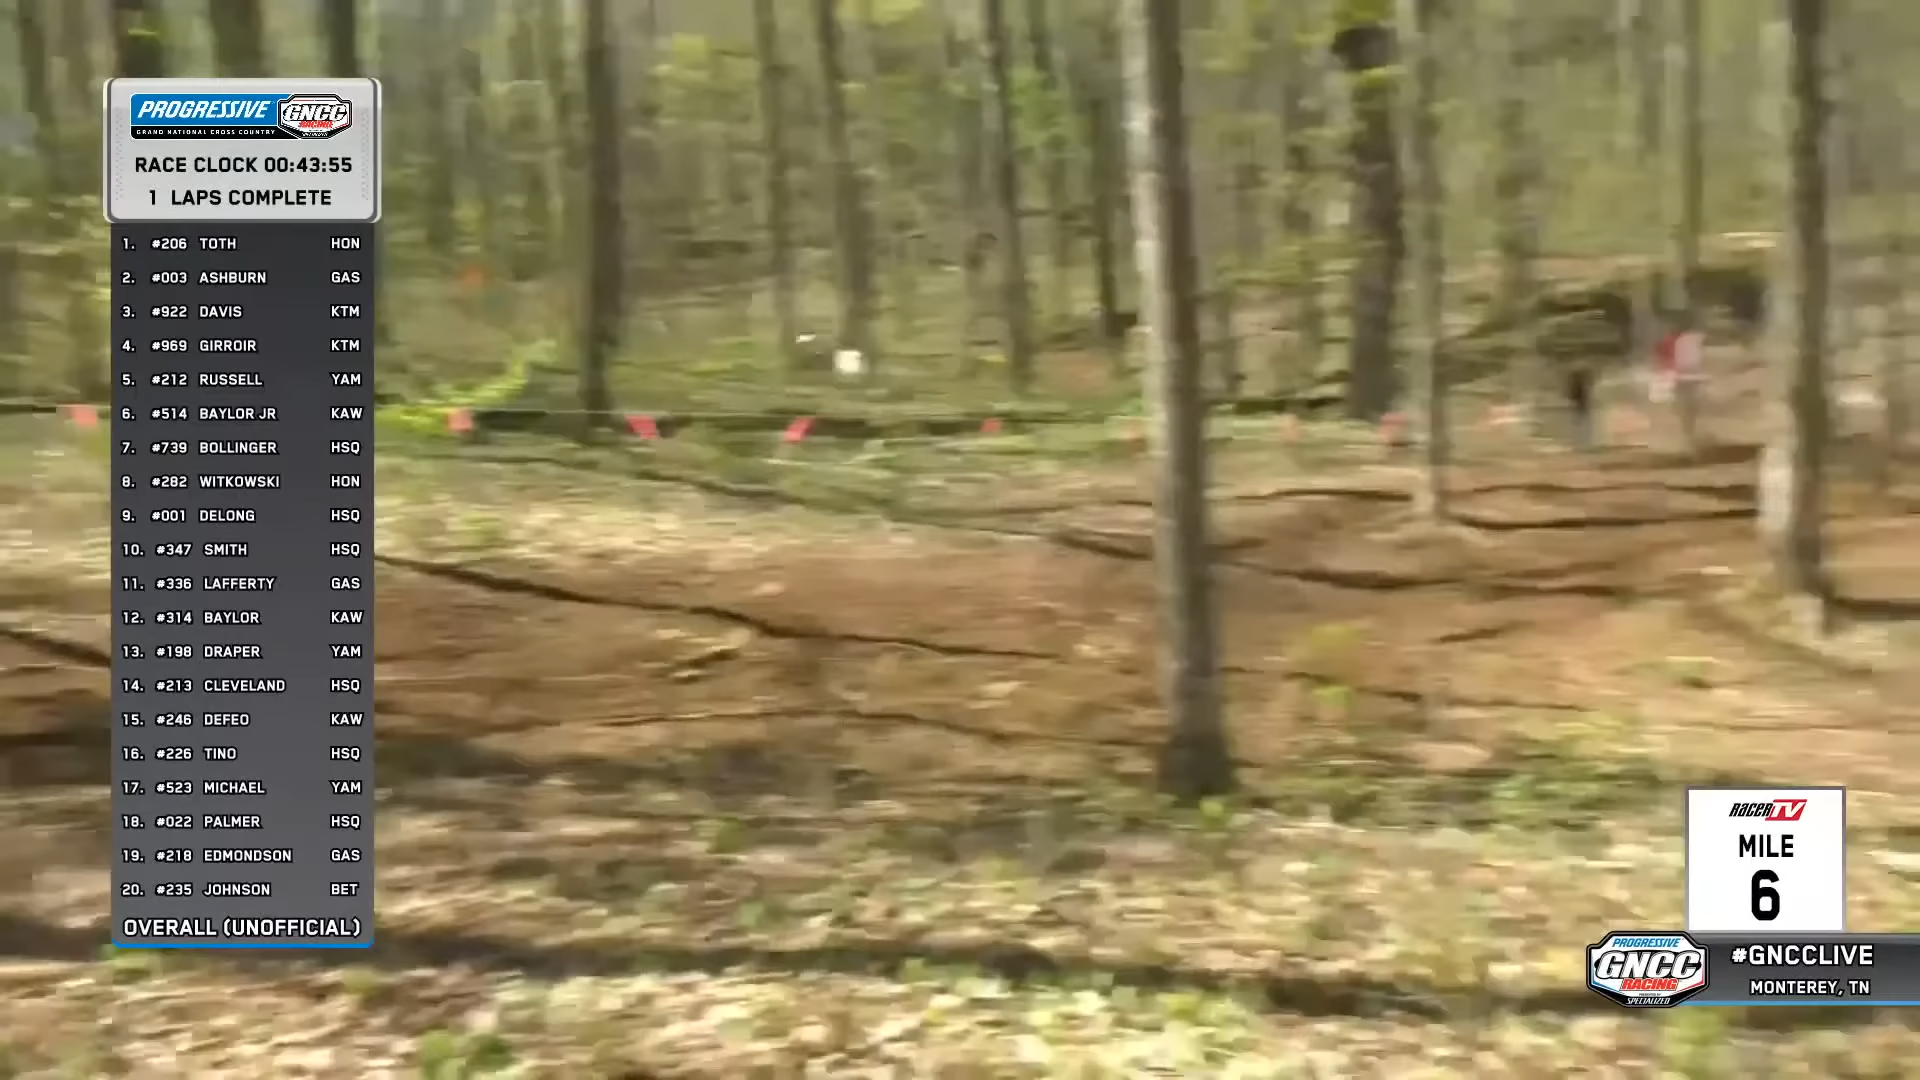 PROGRESSIVE GNCC RACING
GRAND NATIONAL CROSS COUNTRY
RACE CLOCK 00:43:55
1 LAPS COMPLETE
1. #206 TOTH HON
2. #003 ASHBURN GAS
3. #922 DAVIS KTM
4. #969 GIRROIR KTM
5. #212 RUSSELL YAM
6. #514 BAYLOR JR KAW
7. #739 BOLLINGER HSQ
8. #282 WITKOWSKI HON
9. #001 DELONG HSQ
10. #347 SMITH HSQ
11. #336 LAFFERTY GAS
12. #314 BAYLOR KAW
13. #198 DRAPER YAM
14. #213 CLEVELAND HSQ
15. #246 DEFEO KAW
16. #226 TINO HSQ
17. #523 MICHAEL YAM
18. #022 PALMER HSQ
19. #218 EDMONDSON GAS
20. #235 JOHNSON BET
OVERALL (UNOFFICIAL)
RACER TV
MILE
6
PROGRESSIVE
GNCC
RACING
SPECIALIZED
#GNCCLIVE
MONTEREY, TN